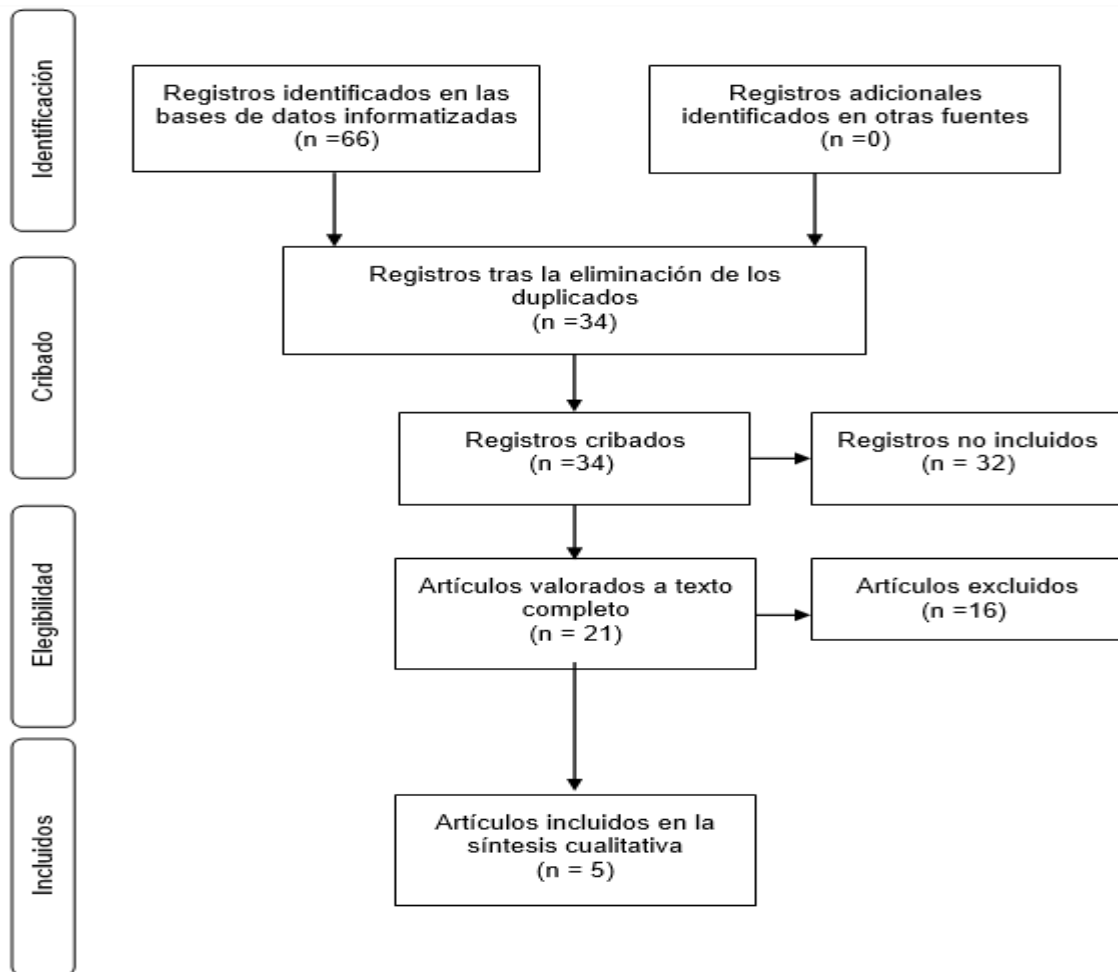 Identificación
Registros identificados en las
bases de datos informatizadas
(n =66)
Registros adicionales
identificados en otras fuentes
(n =0)
Cribado
Registros tras la eliminación de los
duplicados
(n =34)
Registros cribados
(n =34)
Registros no incluidos
(n = 32)
Elegibilidad
Artículos valorados a texto
completo
(n = 21)
Artículos excluidos
(n =16)
Incluidos
Artículos incluidos en la
síntesis cualitativa
(n = 5)